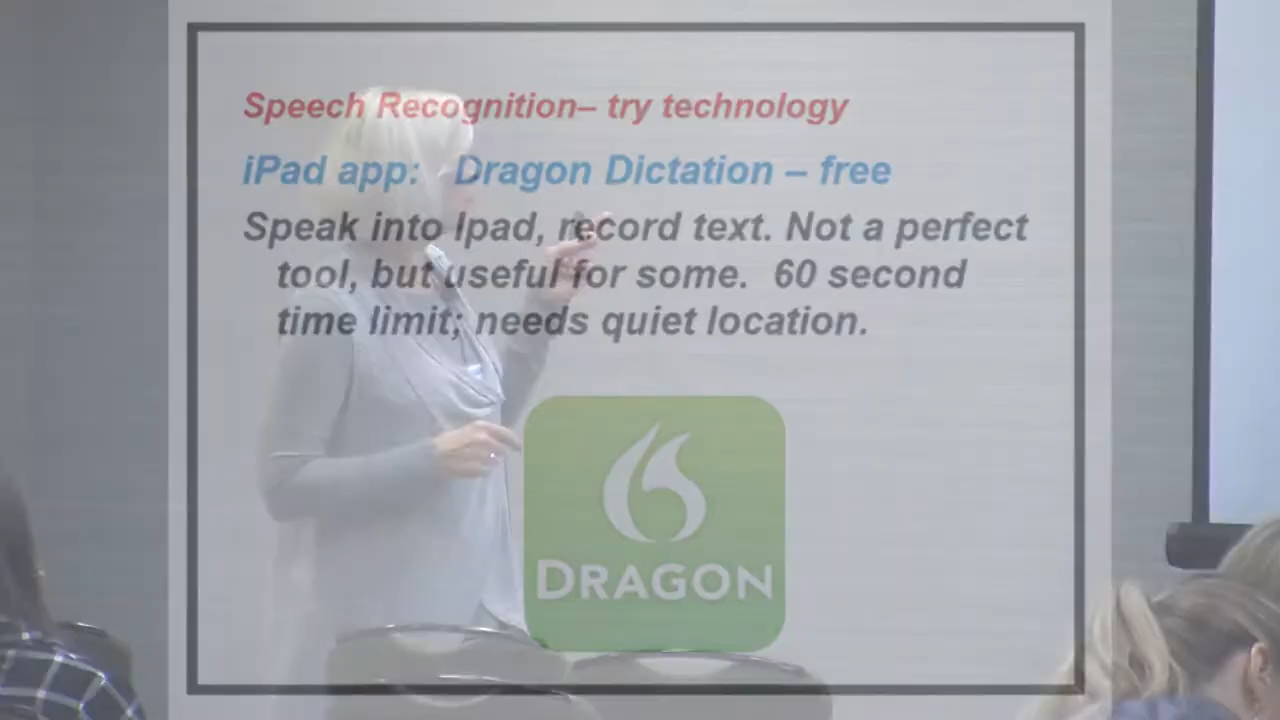 Speech Recognition– try technology
iPad app: Dragon Dictation – free
Speak into Ipad, record text. Not a perfect
tool, but useful for some. 60 second
time limit; needs quiet location.
DRAGON